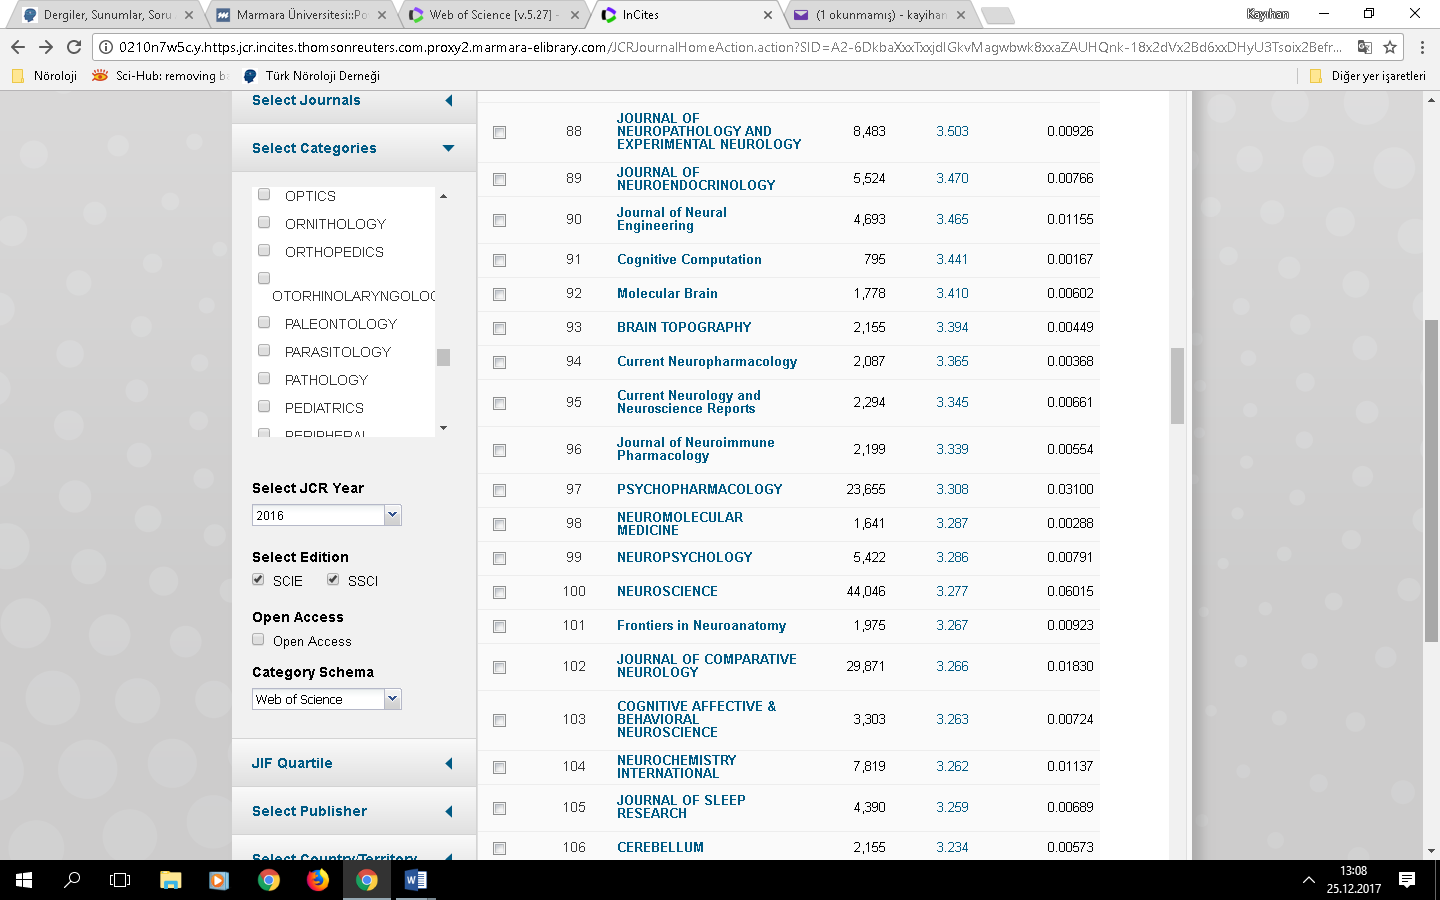 Dergiler, Sunumlar, Soru
Marmara Üniversitesi::Po
Web of Science [v.5.27] -
InCites
(1 okunmamış) - kayihan
Kayıhan
0210n7w5c.y.https.jcr.incites.thomsonreuters.com.proxy2.marmara-elibrary.com/JCRJournalHomeAction.action?SID=A2-6DkbaXxxTxxjdIGkvMagwbwk8xxaZAUHQnk-18x2dVx2Bd6xxDHyU3Tsoix2Befr...
Nöroloji
Sci-Hub: removing b
Türk Nöroloji Derneği
Diğer yer işaretleri
Select Journals
Select Categories
OPTICS
ORNITHOLOGY
ORTHOPEDICS
OTORHINOLARYNGOLOG
PALEONTOLOGY
PARASITOLOGY
PATHOLOGY
PEDIATRICS
PERIPHERAL
Select JCR Year
2016
Select Edition
SCIE SSCI
Open Access
Open Access
Category Schema
Web of Science
JIF Quartile
Select Publisher
Select Country/Territory
88 JOURNAL OF NEUROPATHOLOGY AND EXPERIMENTAL NEUROLOGY 8,483 3.503 0.00926
89 JOURNAL OF NEUROENDOCRINOLOGY 5,524 3.470 0.00766
90 Journal of Neural Engineering 4,693 3.465 0.01155
91 Cognitive Computation 795 3.441 0.00167
92 Molecular Brain 1,778 3.410 0.00602
93 BRAIN TOPOGRAPHY 2,155 3.394 0.00449
94 Current Neuropharmacology 2,087 3.365 0.00368
95 Current Neurology and Neuroscience Reports 2,294 3.345 0.00661
96 Journal of Neuroimmune Pharmacology 2,199 3.339 0.00554
97 PSYCHOPHARMACOLOGY 23,655 3.308 0.03100
98 NEUROMOLECULAR MEDICINE 1,641 3.287 0.00288
99 NEUROPSYCHOLOGY 5,422 3.286 0.00791
100 NEUROSCIENCE 44,046 3.277 0.06015
101 Frontiers in Neuroanatomy 1,975 3.267 0.00923
102 JOURNAL OF COMPARATIVE NEUROLOGY 29,871 3.266 0.01830
103 COGNITIVE AFFECTIVE & BEHAVIORAL NEUROSCIENCE 3,303 3.263 0.00724
104 NEUROCHEMISTRY INTERNATIONAL 7,819 3.262 0.01137
105 JOURNAL OF SLEEP RESEARCH 4,390 3.259 0.00689
106 CEREBELLUM 2,155 3.234 0.00573
13:08
25.12.2017